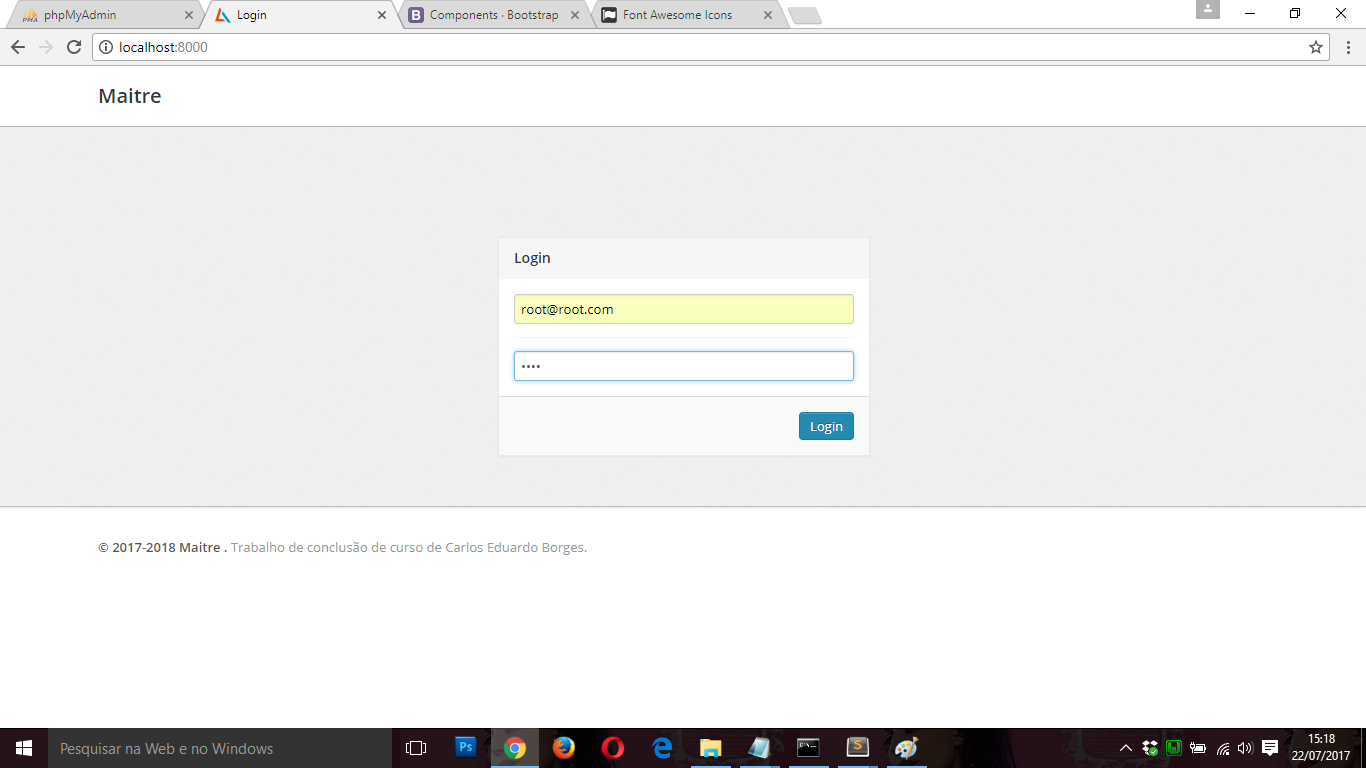 phpMyAdmin
Login
Components · Bootstrap
Font Awesome Icons
localhost:8000
Maitre
Login
root@root.com
••••
Login
© 2017-2018 Maitre . Trabalho de conclusão de curso de Carlos Eduardo Borges.
Pesquisar na Web e no Windows
Ps
15:18
22/07/2017